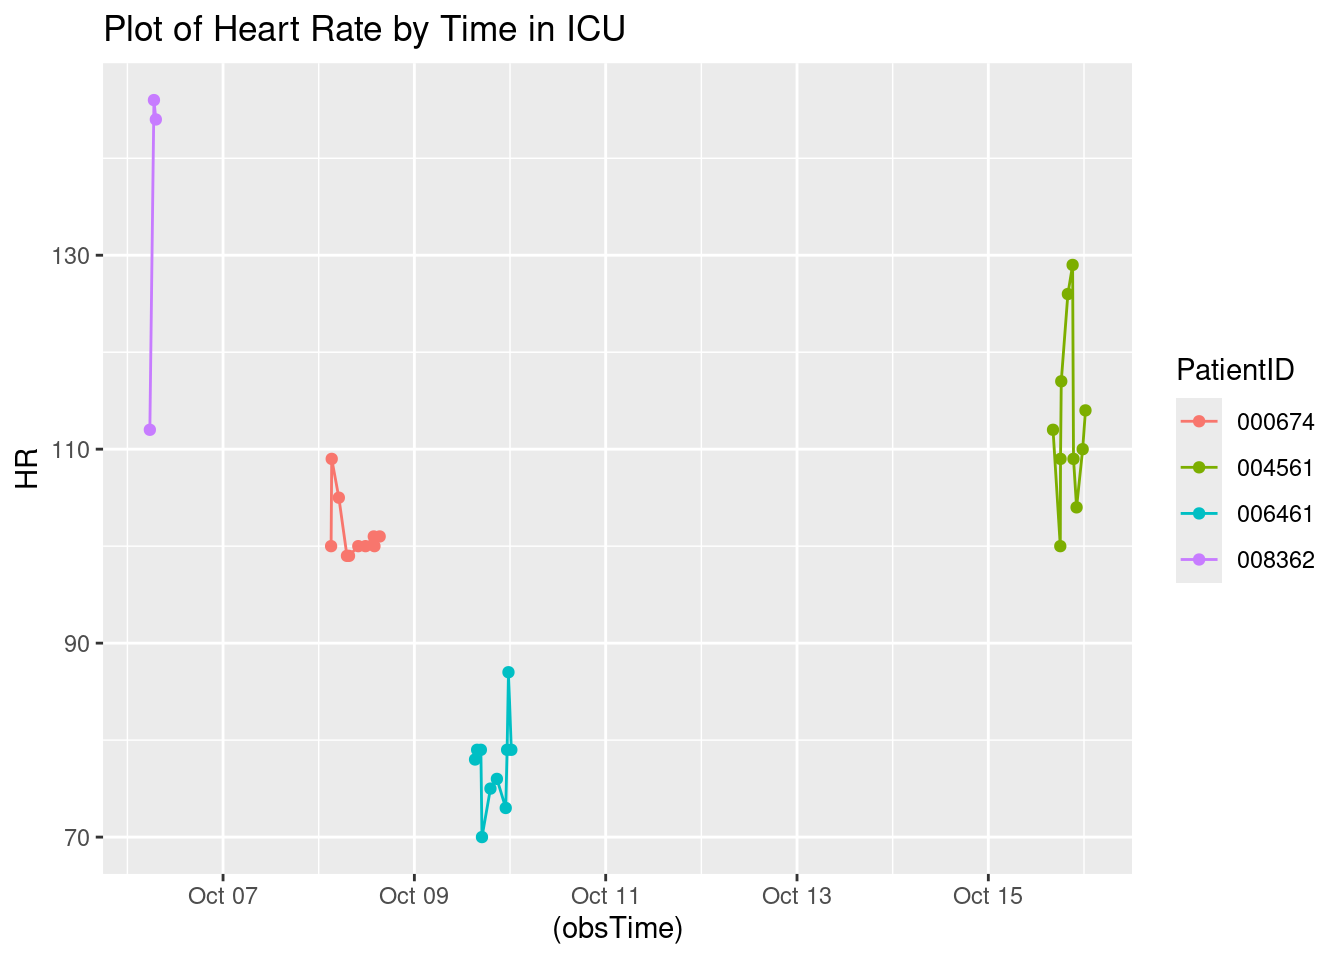 Plot of Heart Rate by Time in ICU
130
110
90
70
HR
Oct 07
Oct 09
Oct 11
Oct 13
Oct 15
(obsTime)
PatientID
000674
004561
006461
008362